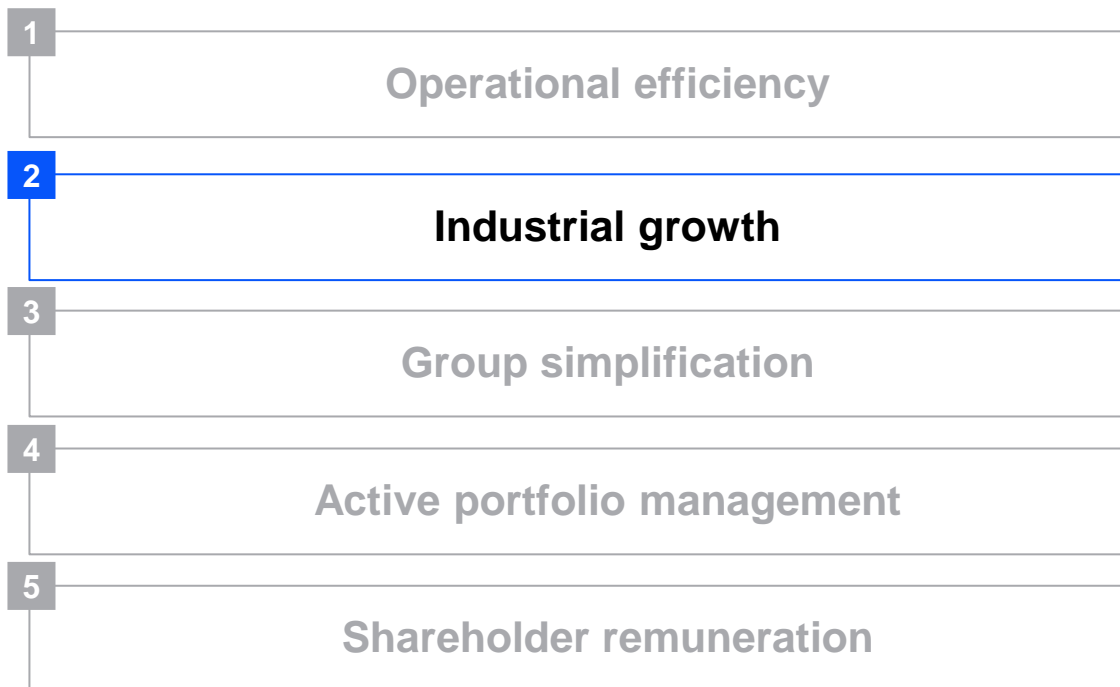 1
Operational efficiency
2
Industrial growth
3
Group simplification
4
Active portfolio management
5
Shareholder remuneration